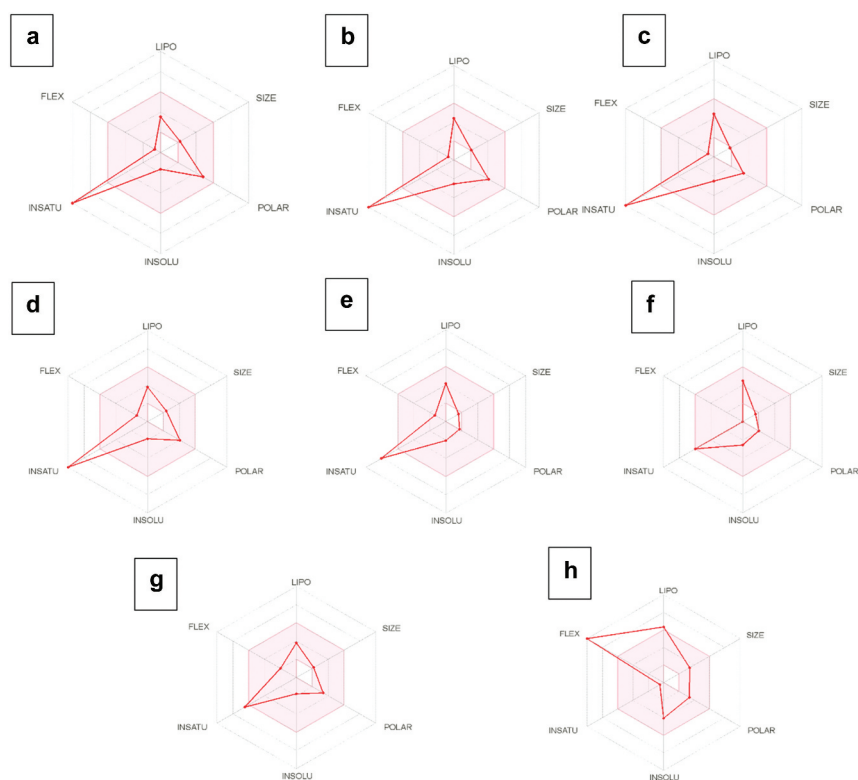 a
LIPO
FLEX
SIZE
INSATU
POLAR
INSOLU
b
LIPO
FLEX
SIZE
INSATU
POLAR
INSOLU
c
LIPO
FLEX
SIZE
INSATU
POLAR
INSOLU
d
LIPO
FLEX
SIZE
INSATU
POLAR
INSOLU
e
LIPO
FLEX
SIZE
INSATU
POLAR
INSOLU
f
LIPO
FLEX
SIZE
INSATU
POLAR
INSOLU
g
LIPO
FLEX
SIZE
INSATU
POLAR
INSOLU
h
LIPO
FLEX
SIZE
INSATU
POLAR
INSOLU